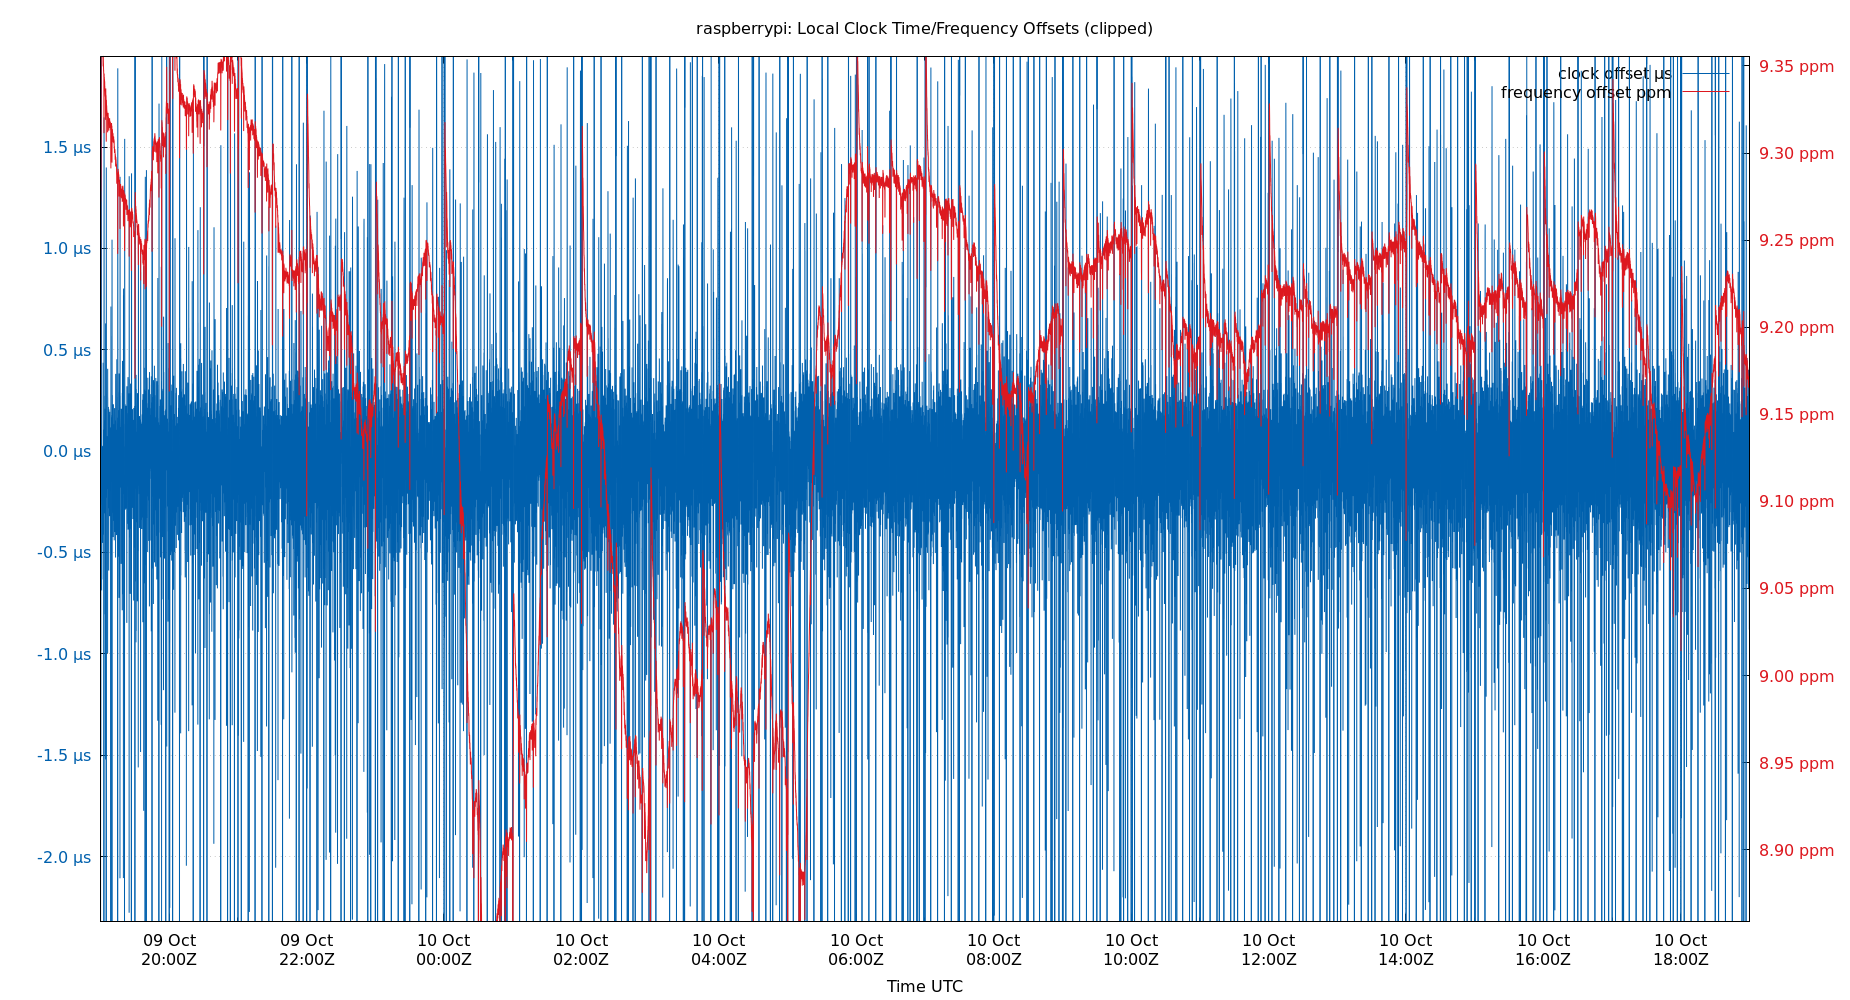 raspberrypi: Local Clock Time/Frequency Offsets (clipped)
clock offset µs
frequency offset ppm
1.5 µs
1.0 µs
0.5 µs
0.0 µs
-0.5 µs
-1.0 µs
-1.5 µs
-2.0 µs
9.35 ppm
9.30 ppm
9.25 ppm
9.20 ppm
9.15 ppm
9.10 ppm
9.05 ppm
9.00 ppm
8.95 ppm
8.90 ppm
09 Oct 09 Oct 10 Oct 10 Oct 10 Oct 10 Oct 10 Oct 10 Oct 10 Oct 10 Oct 10 Oct 10 Oct
20:00Z 22:00Z 00:00Z 02:00Z 04:00Z 06:00Z 08:00Z 10:00Z 12:00Z 14:00Z 16:00Z 18:00Z
Time UTC